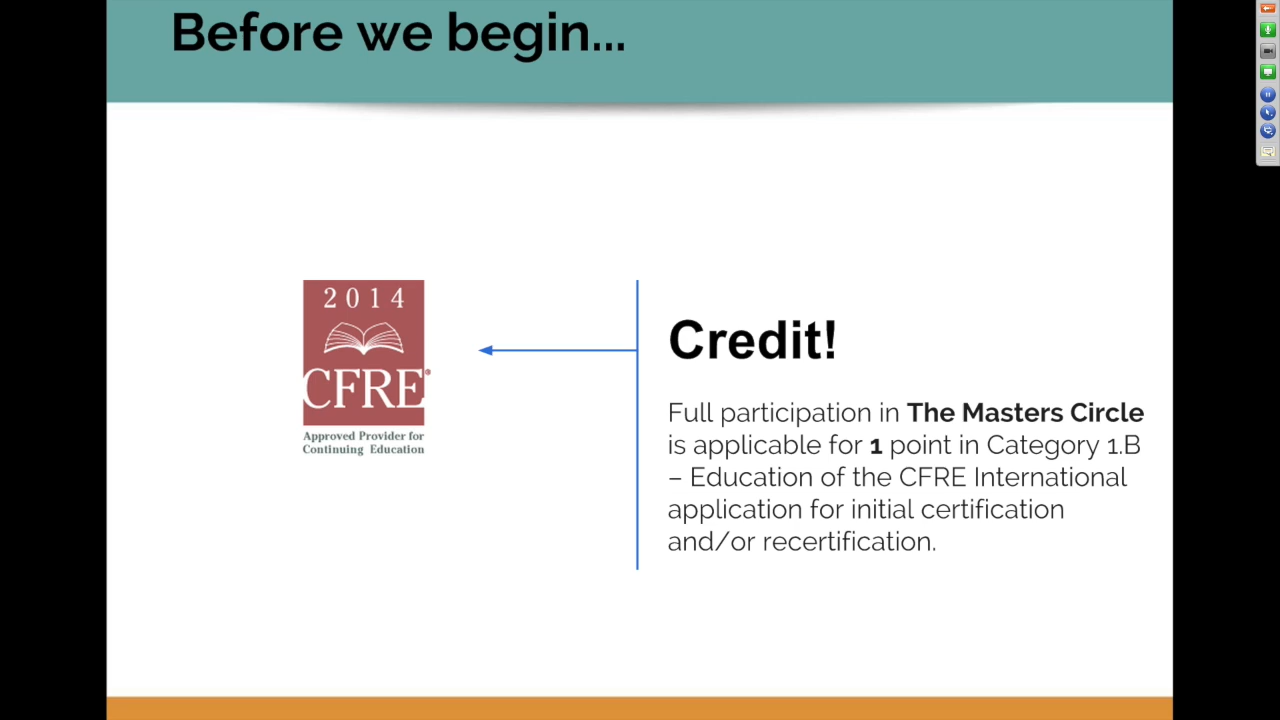 Before we begin...
2014
CFRE®
Approved Provider for
Continuing Education
Credit!
Full participation in The Masters Circle
is applicable for 1 point in Category 1.B
– Education of the CFRE International
application for initial certification
and/or recertification.